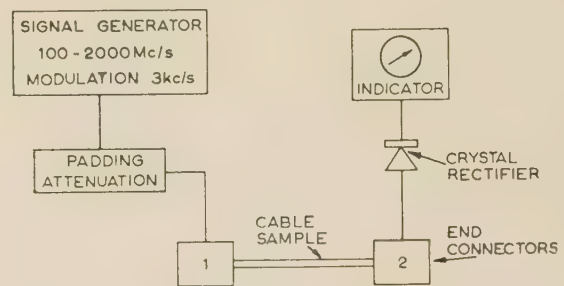 SIGNAL GENERATOR
100-2000Mc/s
MODULATION 3kc/s
PADDING
ATTENUATION
INDICATOR
CRYSTAL
RECTIFIER
CABLE
SAMPLE
END
CONNECTORS
1
2